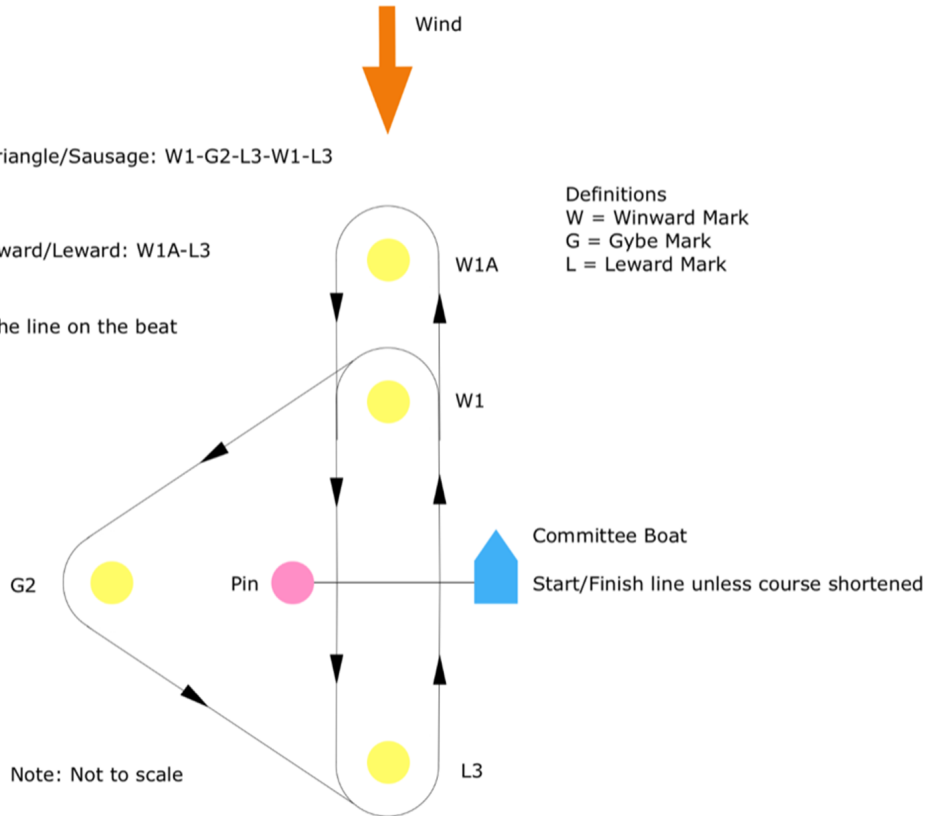 Wind
riangle/Sausage: W1-G2-L3-W1-L3
Definitions
W = Winward Mark
G = Gybe Mark
L = Leward Mark
ward/Leward: W1A-L3
W1A
he line on the beat
W1
Committee Boat
G2
Pin
Start/Finish line unless course shortened
Note: Not to scale
L3